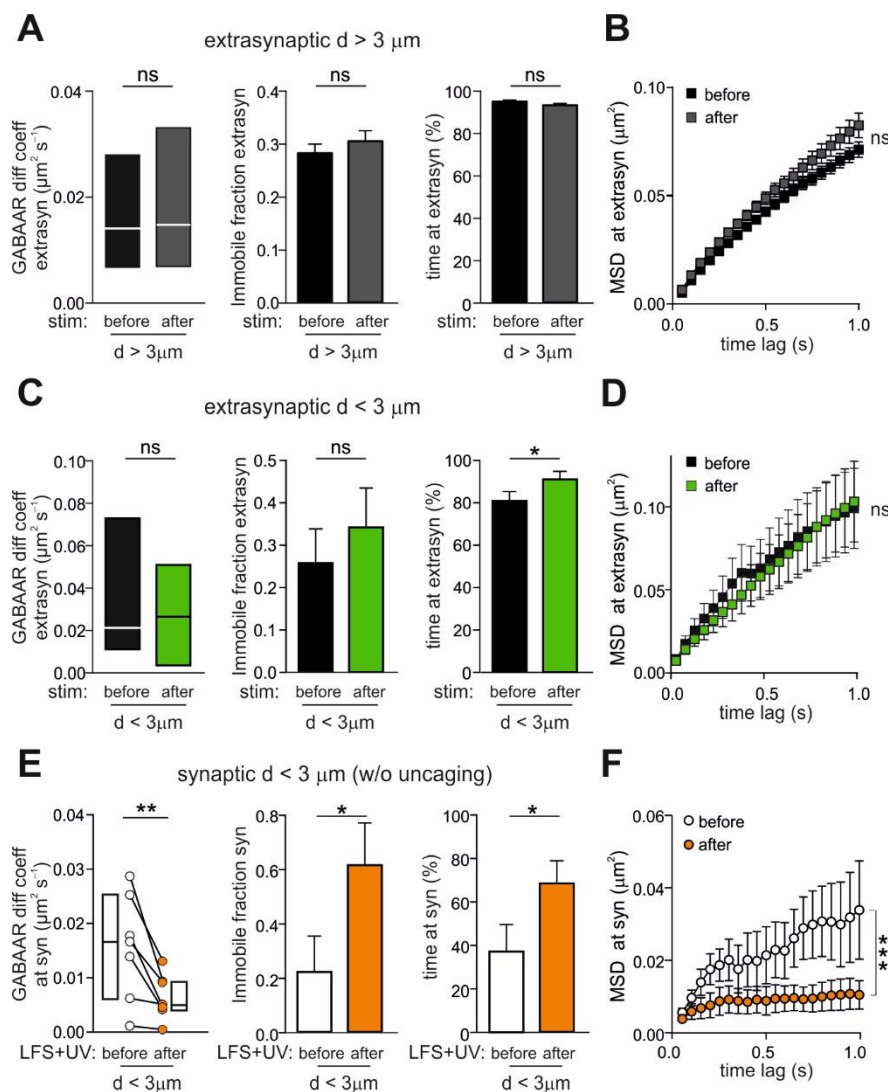 A
extrasynaptic d > 3 μm
GABAAR diff coeff
extrasyn (μm² s⁻¹)
0.04
0.02
0.00
ns
stim: before after
d > 3μm
Immobile fraction extrasyn
0.4
0.3
0.2
0.1
0.0
ns
stim: before after
d > 3μm
time at extrasyn (%)
100
80
60
40
20
0
ns
stim: before after
d > 3μm
B
MSD at extrasyn (μm²)
0.10
0.05
0.00
before
after
ns
0.0 0.5 1.0
time lag (s)
C
extrasynaptic d < 3 μm
GABAAR diff coeff
extrasyn (μm² s⁻¹)
0.10
0.08
0.06
0.04
0.02
0.00
ns
stim: before after
d < 3μm
Immobile fraction extrasyn
0.5
0.4
0.3
0.2
0.1
0.0
ns
stim: before after
d < 3μm
time at extrasyn (%)
100
80
60
40
20
0
*
stim: before after
d < 3μm
D
MSD at extrasyn (μm²)
0.10
0.05
0.00
before
after
ns
0.0 0.5 1.0
time lag (s)
E
synaptic d < 3 μm (w/o uncaging)
GABAAR diff coeff
at syn (μm² s⁻¹)
0.04
0.03
0.02
0.01
0.00
**
LFS+UV: before after
d < 3μm
Immobile fraction syn
0.8
0.6
0.4
0.2
0.0
*
LFS+UV: before after
d < 3μm
time at syn (%)
100
80
60
40
20
0
*
LFS+UV: before after
d < 3μm
F
MSD at syn (μm²)
0.06
0.04
0.02
0.00
before
after
***
0.0 0.5 1.0
time lag (s)